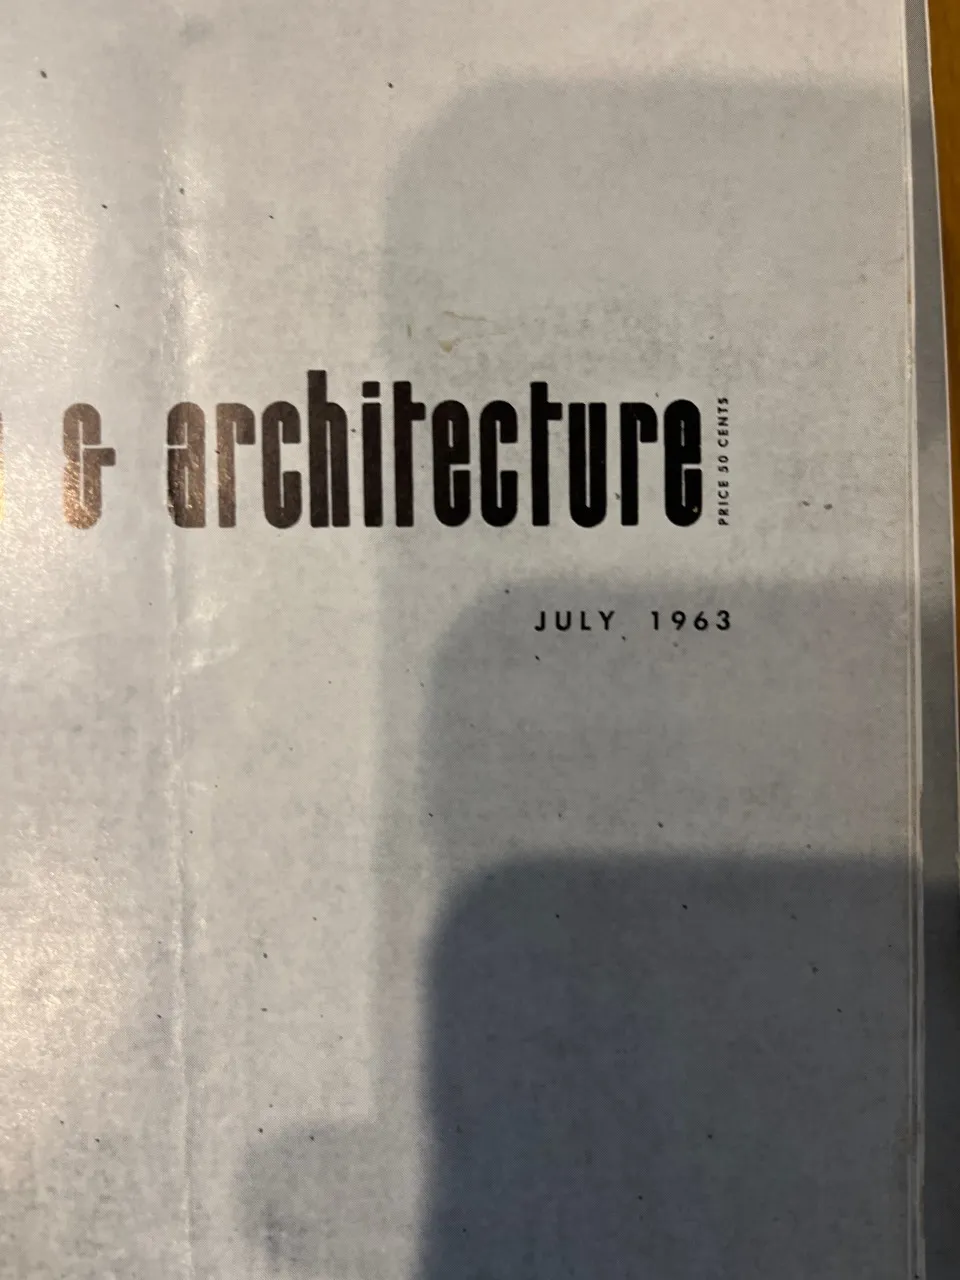 & architecture
PRICE 50 CENTS
JULY 1963